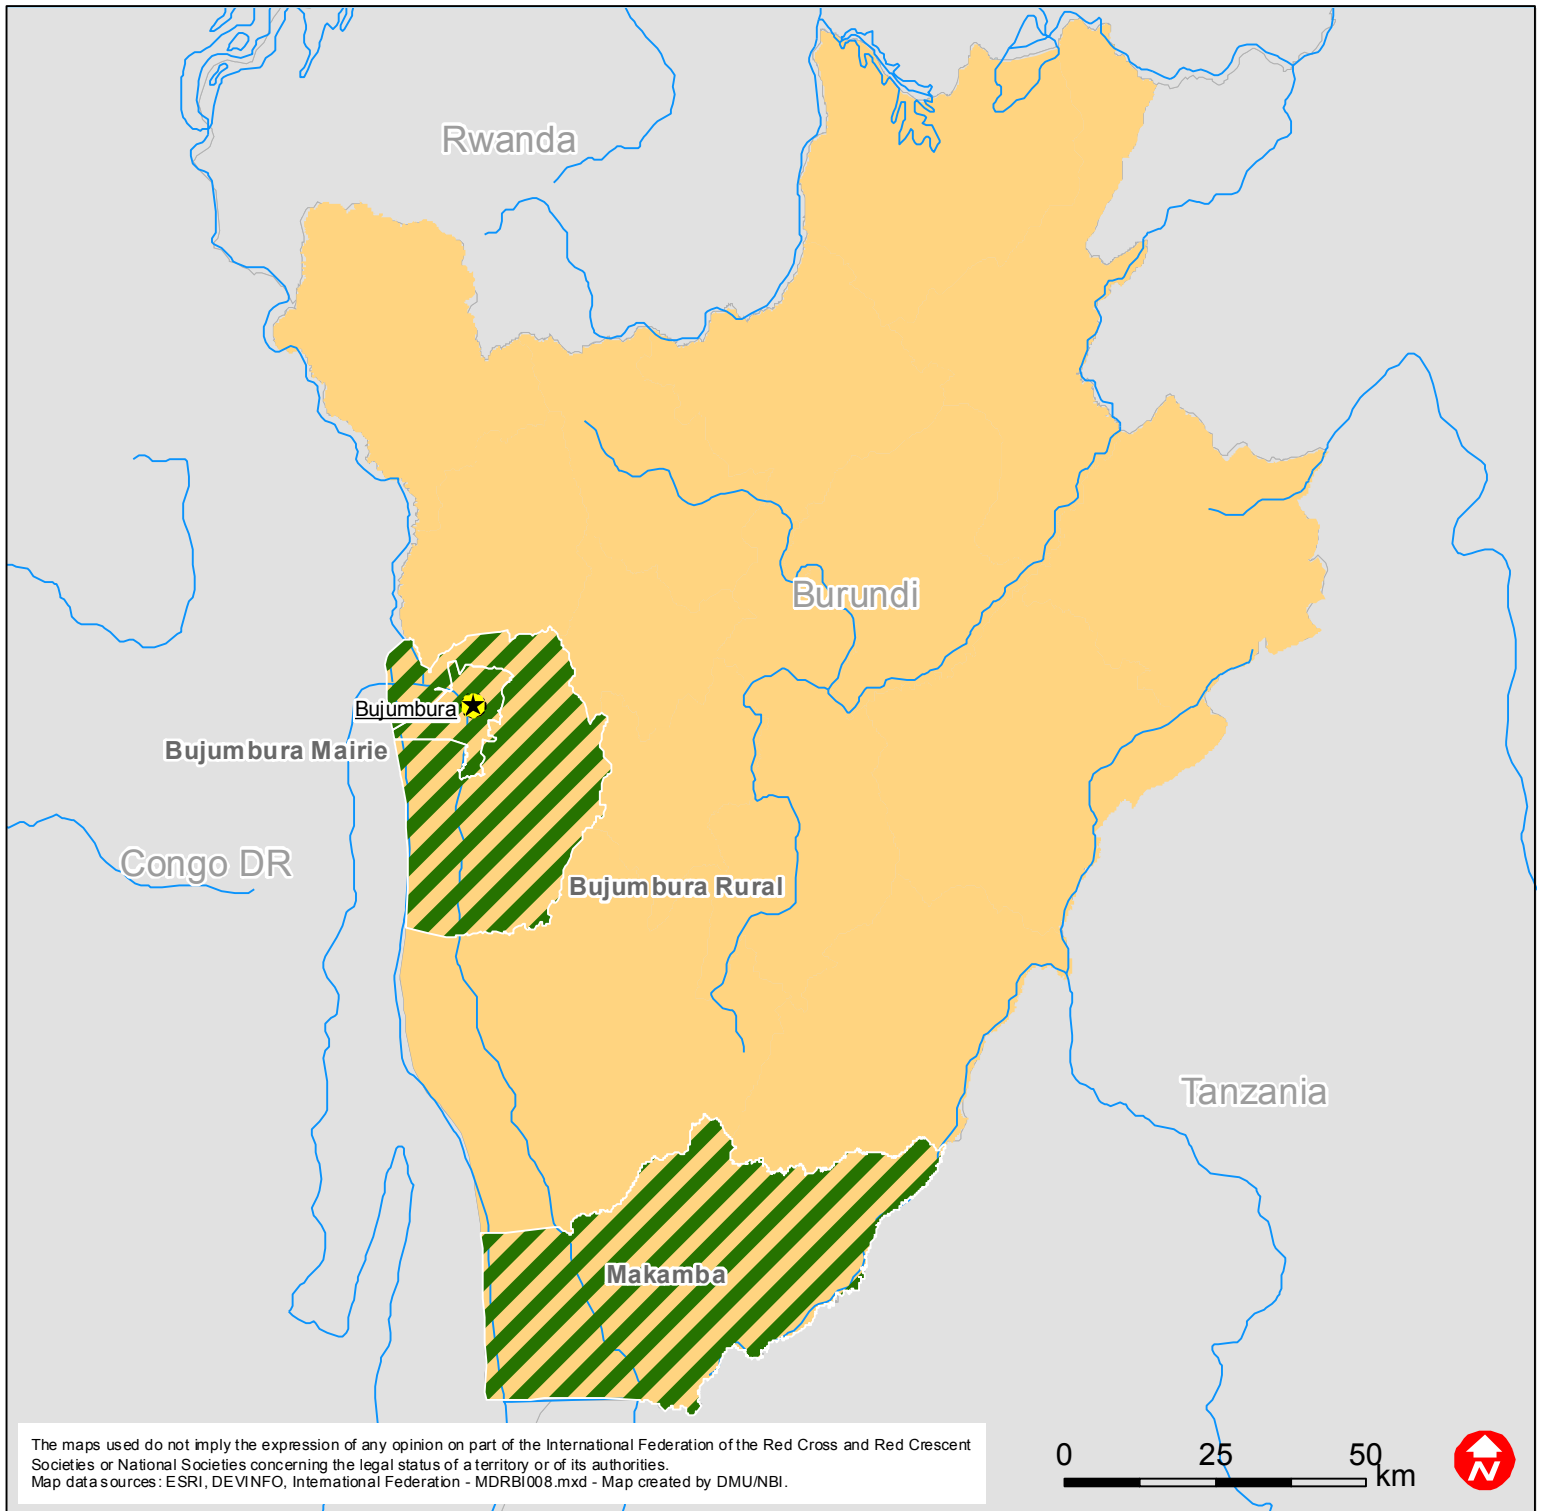 Rwanda
Burundi
Bujumbura
Bujumbura Mairie
Congo DR
Bujumbura Rural
Tanzania
Makamba
The maps used do not imply the expression of any opinion on part of the International Federation of the Red Cross and Red Crescent
Societies or National Societies concerning the legal status of a territory or of its authorities.
Map data sources: ESRI, DEVINFO, International Federation - MDRBI008.mxd - Map created by DMU/NBI.
0 25 50
km
N